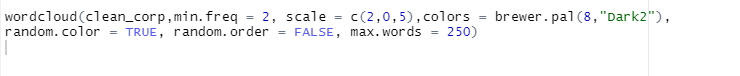 wordcloud(clean_corp,min.freq = 2, scale = c(2,0,5),colors = brewer.pal(8,"Dark2"),
random.color = TRUE, random.order = FALSE, max.words = 250)